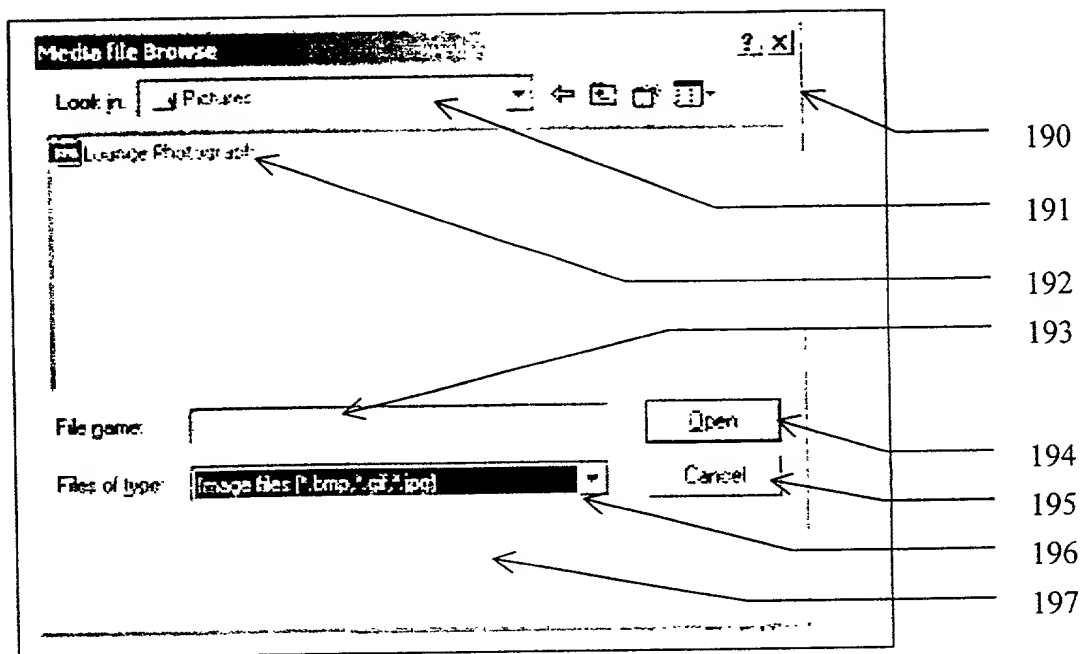 Media file Browse ? X
Look in: Pictures
190
Lounge Photograph
191
192
193
File name:
Open
194
Files of type: Image files (*.bmp,*.gif,*.jpg)
Cancel
195
196
197